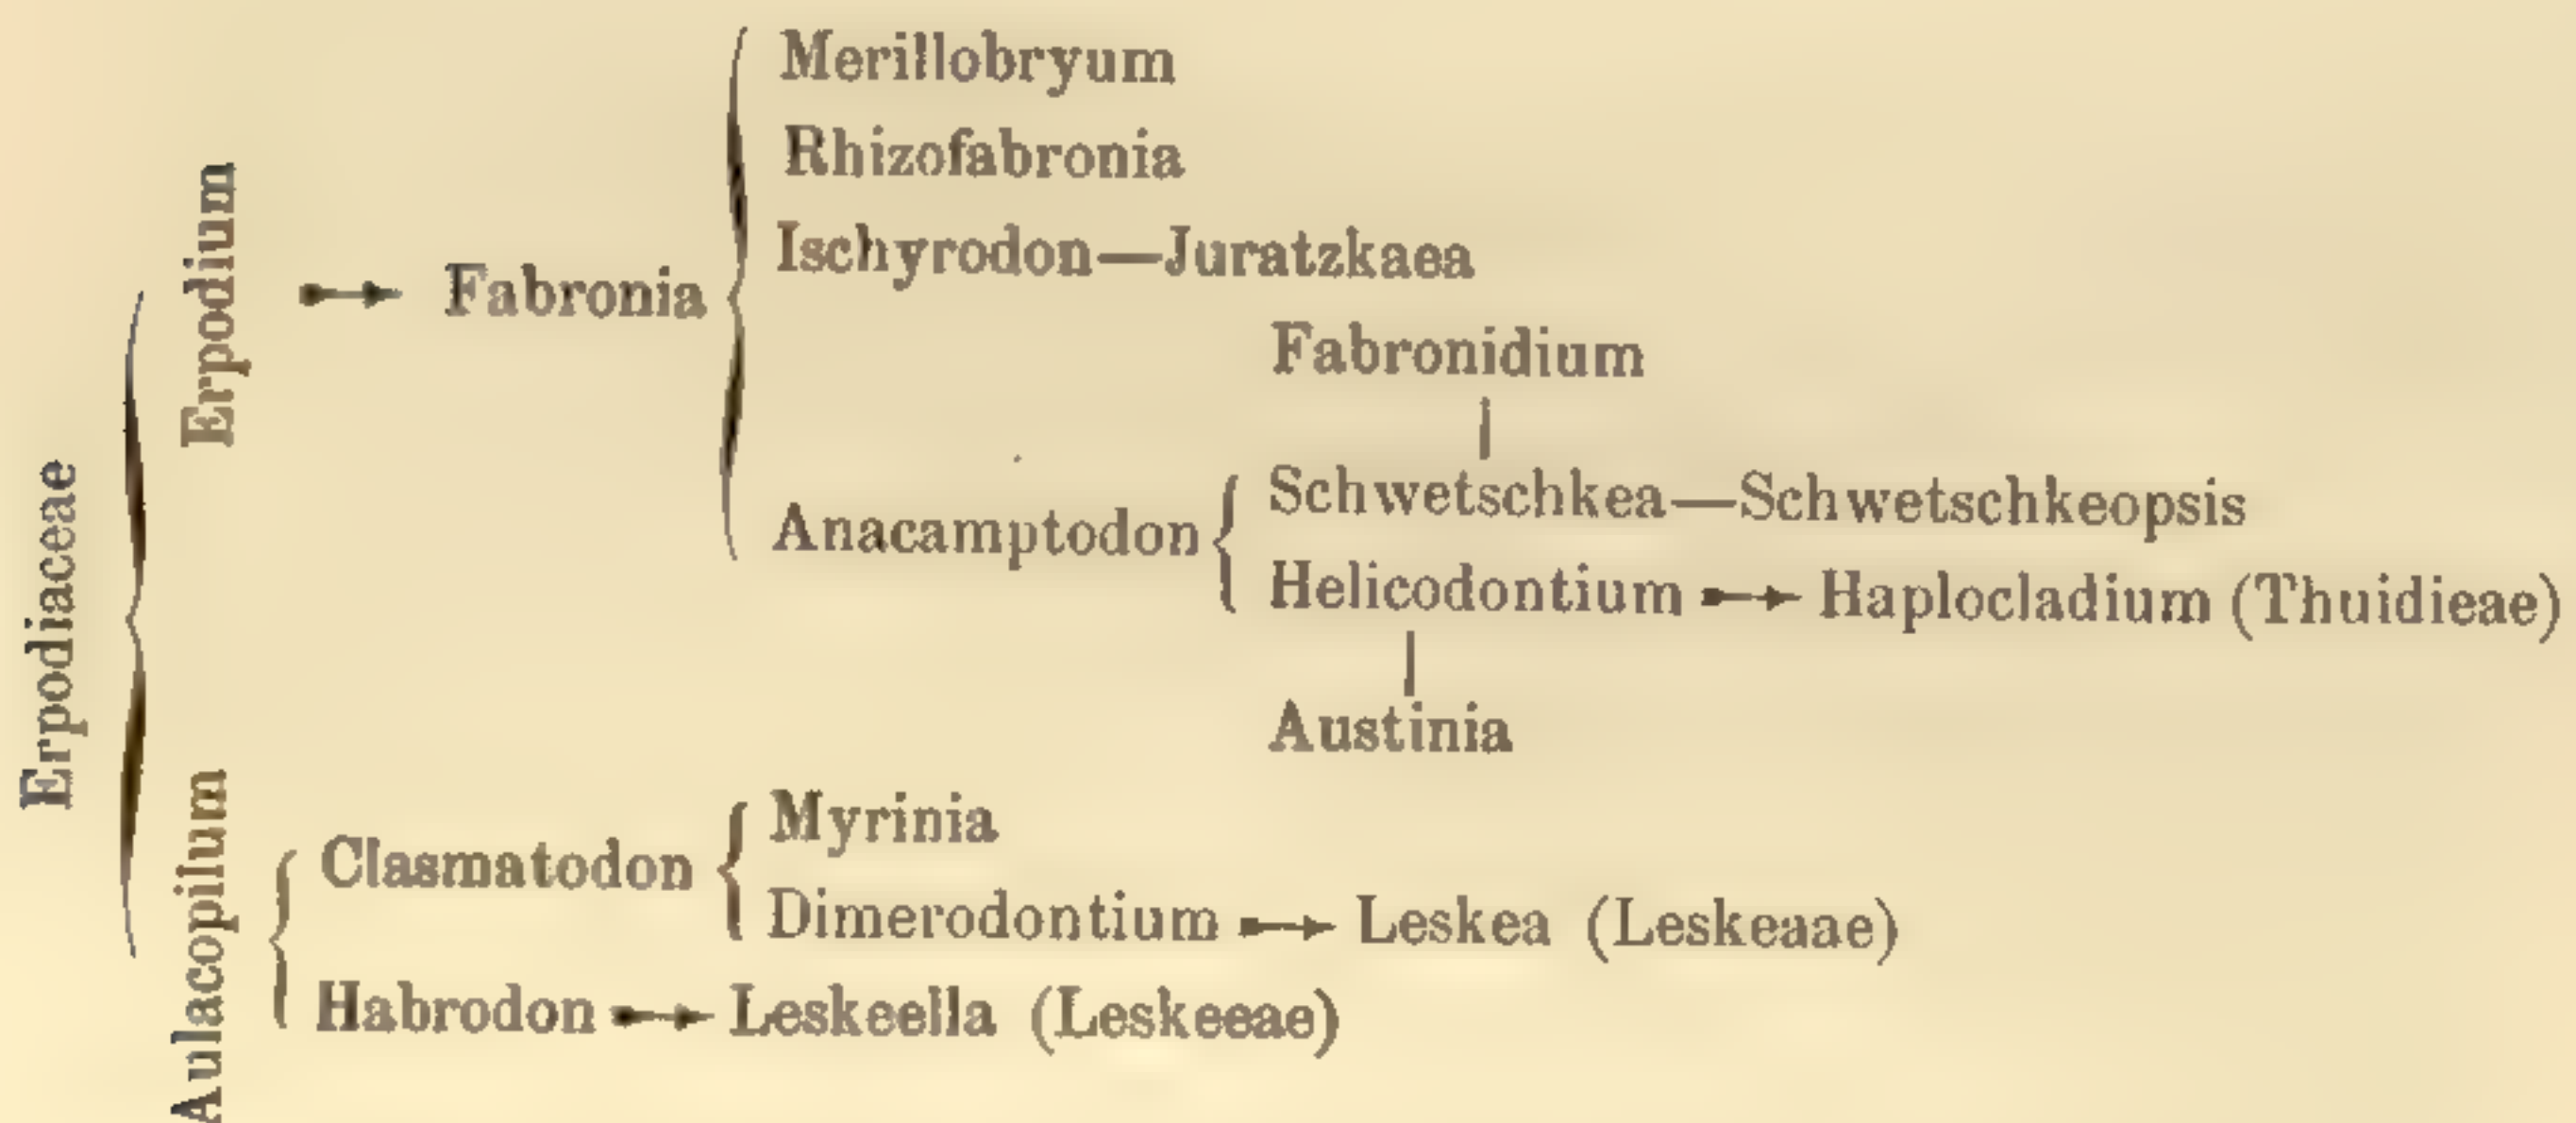 Erpodiaceae
Erpodium
Fabronia
Merillobryum
Rhizofabronia
Ischyrodon—Juratzkaea
Fabronidium
Anacamptodon
Schwetschkea—Schwetschkeopsis
Helicodontium Haplocladium (Thuidieae)
Austinia
Aulacopilum
Clasmatodon
Myrinia
Dimerodontium Leskea (Leskeaae)
Habrodon Leskeella (Leskeeae)